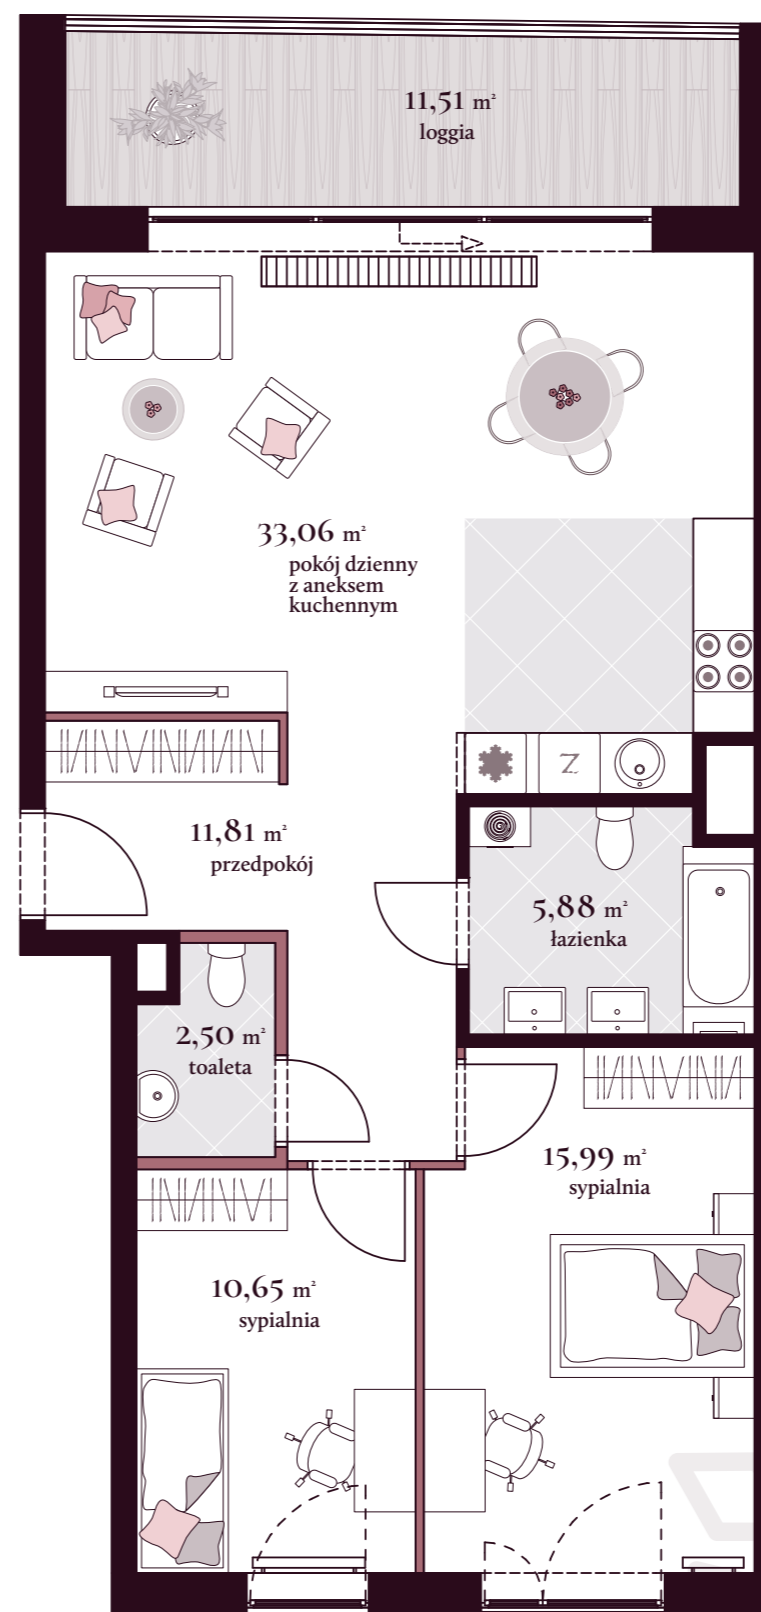 11,51 m²
loggia
33,06 m²
pokój dzienny
z aneksem
kuchennym
Z
11,81 m²
przedpokój
5,88 m²
łazienka
2,50 m²
toaleta
15,99 m²
sypialnia
10,65 m²
sypialnia